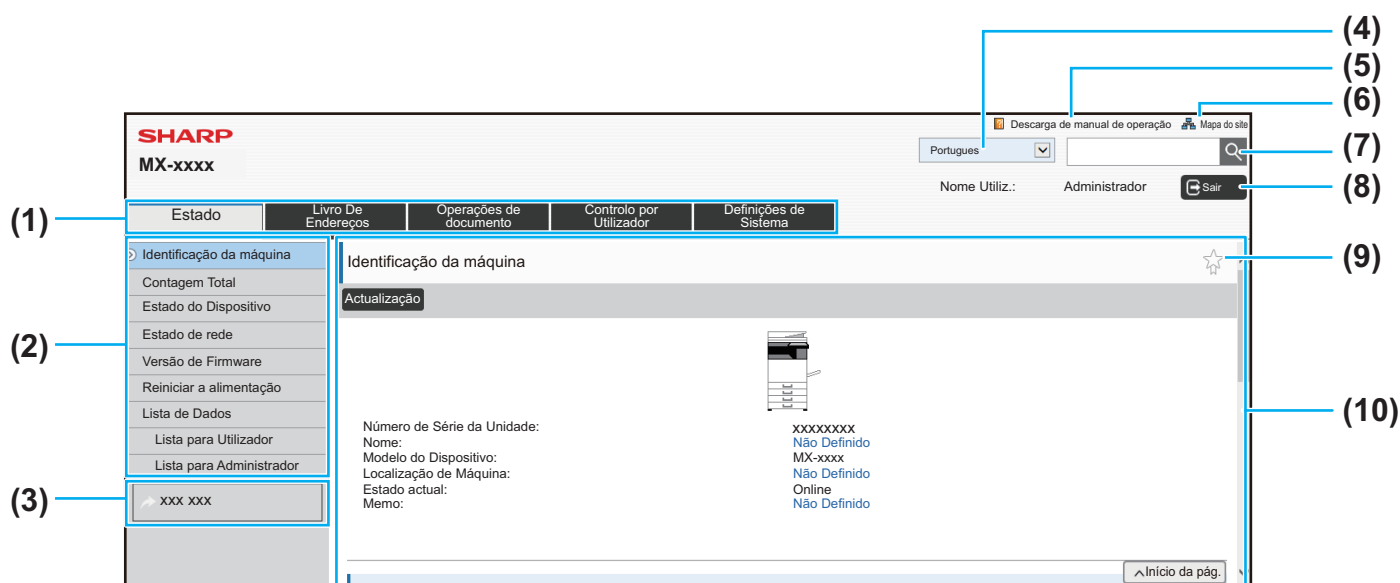 (4)
(5)
(6)
Descarga de manual de operação Mapa do site
SHARP
MX-xxxx
Portugues
(7)
Nome Utiliz.: Administrador Sair
(8)
(1)
Estado
Livro De
Endereços
Operações de
documento
Controlo por
Utilizador
Definições de
Sistema
(2)
Identificação da máquina
Contagem Total
Estado do Dispositivo
Estado de rede
Versão de Firmware
Reiniciar a alimentação
Lista de Dados
Lista para Utilizador
Lista para Administrador
(3)
xxx xxx
Identificação da máquina
(9)
Actualização
(10)
Número de Série da Unidade: xxxxxxxx
Nome: Não Definido
Modelo do Dispositivo: MX-xxxx
Localização de Máquina: Não Definido
Estado actual: Online
Memo: Não Definido
Início da pág.